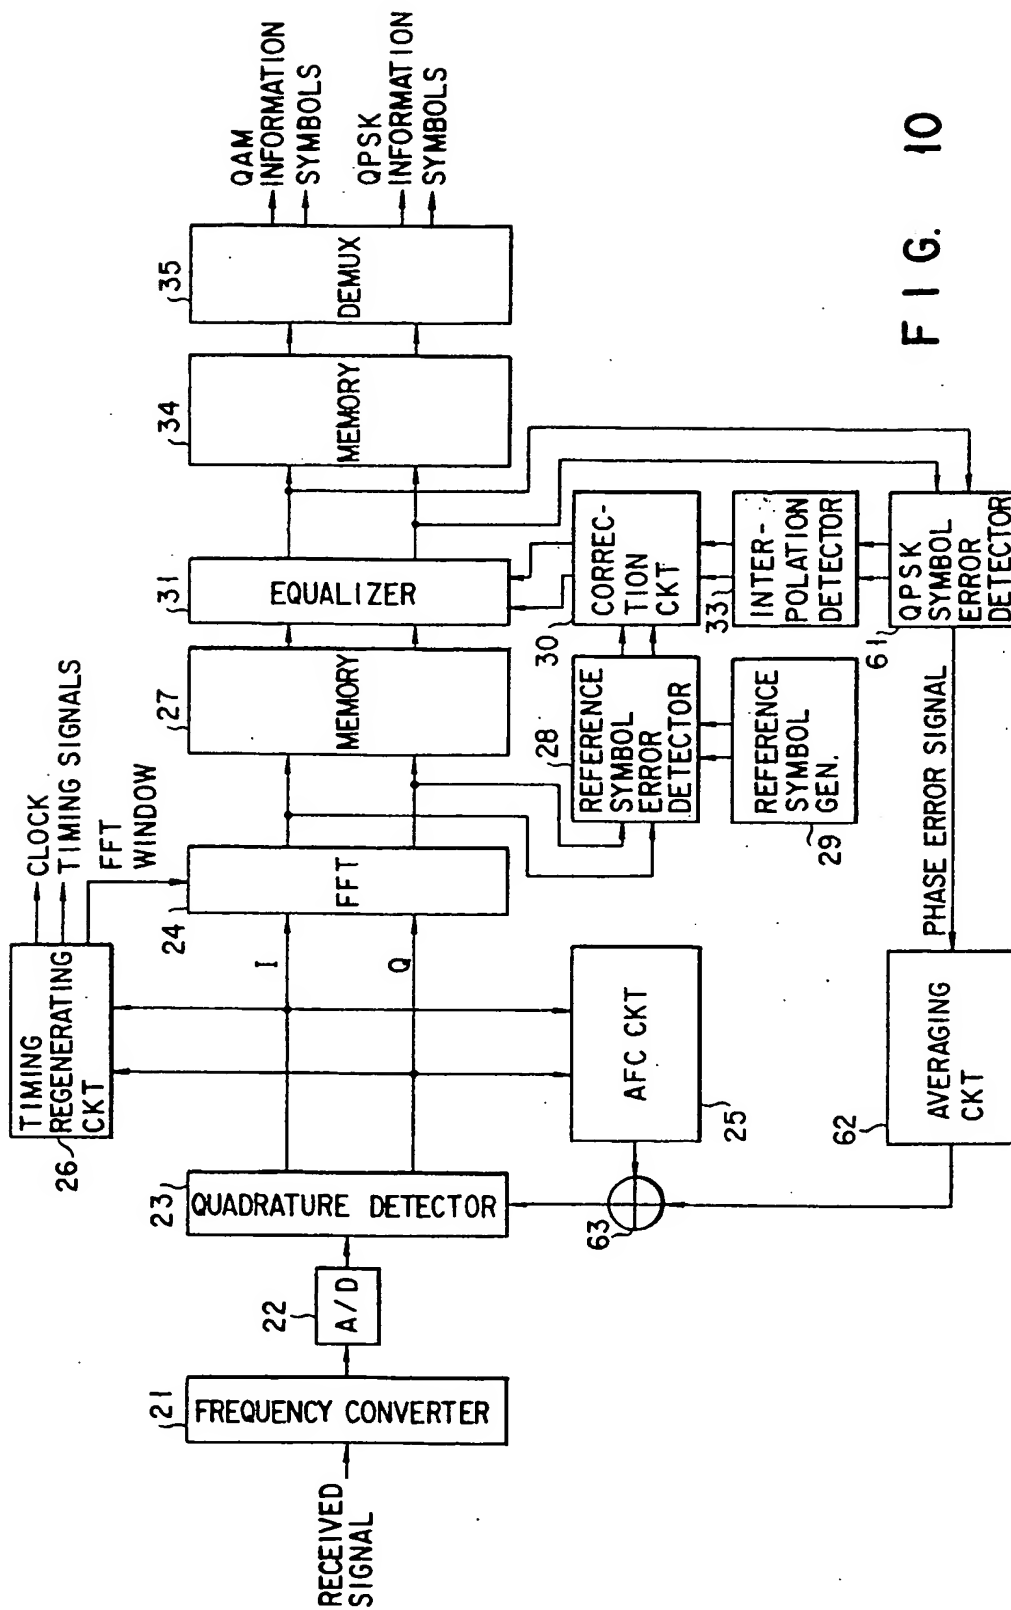 RECEIVED
SIGNAL
21
FREQUENCY CONVERTER
22
A/D
23
QUADRATURE DETECTOR
26
TIMING
REGENERATING
CKT
CLOCK
TIMING SIGNALS
FFT
WINDOW
I
Q
24
FFT
27
MEMORY
31
EQUALIZER
34
MEMORY
35
DEMUX
QAM
INFORMATION
SYMBOLS
QPSK
INFORMATION
SYMBOLS
63
AFC CKT
25
28
REFERENCE
SYMBOL
ERROR
DETECTOR
29
REFERENCE
SYMBOL
GEN.
30
CORREC-
TION
CKT
33
INTER-
POLATION
DETECTOR
61
QPSK
SYMBOL
ERROR
DETECTOR
PHASE ERROR SIGNAL
62
AVERAGING
CKT
FIG. 10